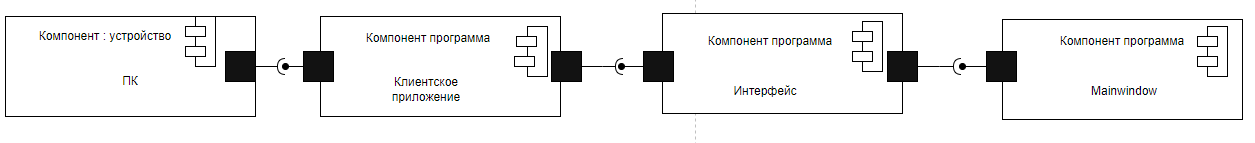 Компонент : устройство
ПК
Компонент программа
Клиентское
приложение
Компонент программа
Интерфейс
Компонент программа
Mainwindow